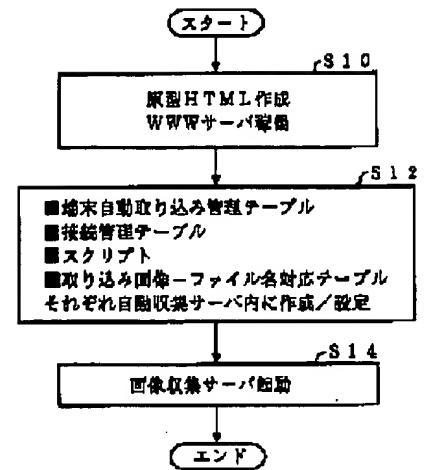 スタート
S10
原型HTML作成
WWWサーバ稼働
S12
■端末自動取り込み管理テーブル
■接続管理テーブル
■スクリプト
■取り込み画像－ファイル名対応テーブル
それぞれ自動収集サーバ内に作成／設定
S14
画像収集サーバ起動
エンド